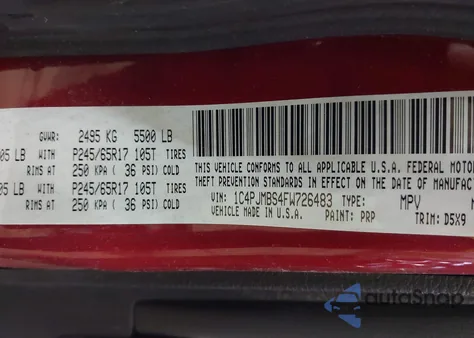 GVWR: 2495 KG 5500 LB
05 LB WITH P245/65R17 105T TIRES
RIMS AT 250 KPA ( 36 PSI) COLD
05 LB WITH P245/65R17 105T TIRES
RIMS AT 250 KPA ( 36 PSI) COLD
THIS VEHICLE CONFORMS TO ALL APPLICABLE U.S.A. FEDERAL MOTOR
THEFT PREVENTION STANDARDS IN EFFECT ON THE DATE OF MANUFAC
VIN: 1C4PJMBS4FW726483 TYPE: MPV
VEHICLE MADE IN U.S.A. PAINT: PRP TRIM: D5X9
autoSnap